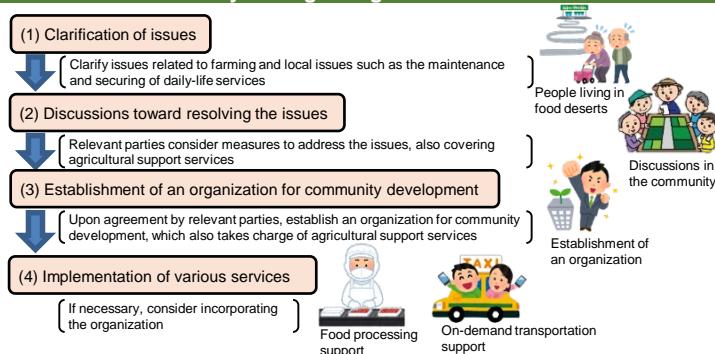 (1) Clarification of issues
Clarify issues related to farming and local issues such as the maintenance
and securing of daily-life services
People living in
food deserts
(2) Discussions toward resolving the issues
Relevant parties consider measures to address the issues, also covering
agricultural support services
Discussions in
the community
(3) Establishment of an organization for community development
Upon agreement by relevant parties, establish an organization for community
development, which also takes charge of agricultural support services
Establishment of
an organization
(4) Implementation of various services
If necessary, consider incorporating
the organization
TAXI
Food processing
support
On-demand transportation
support